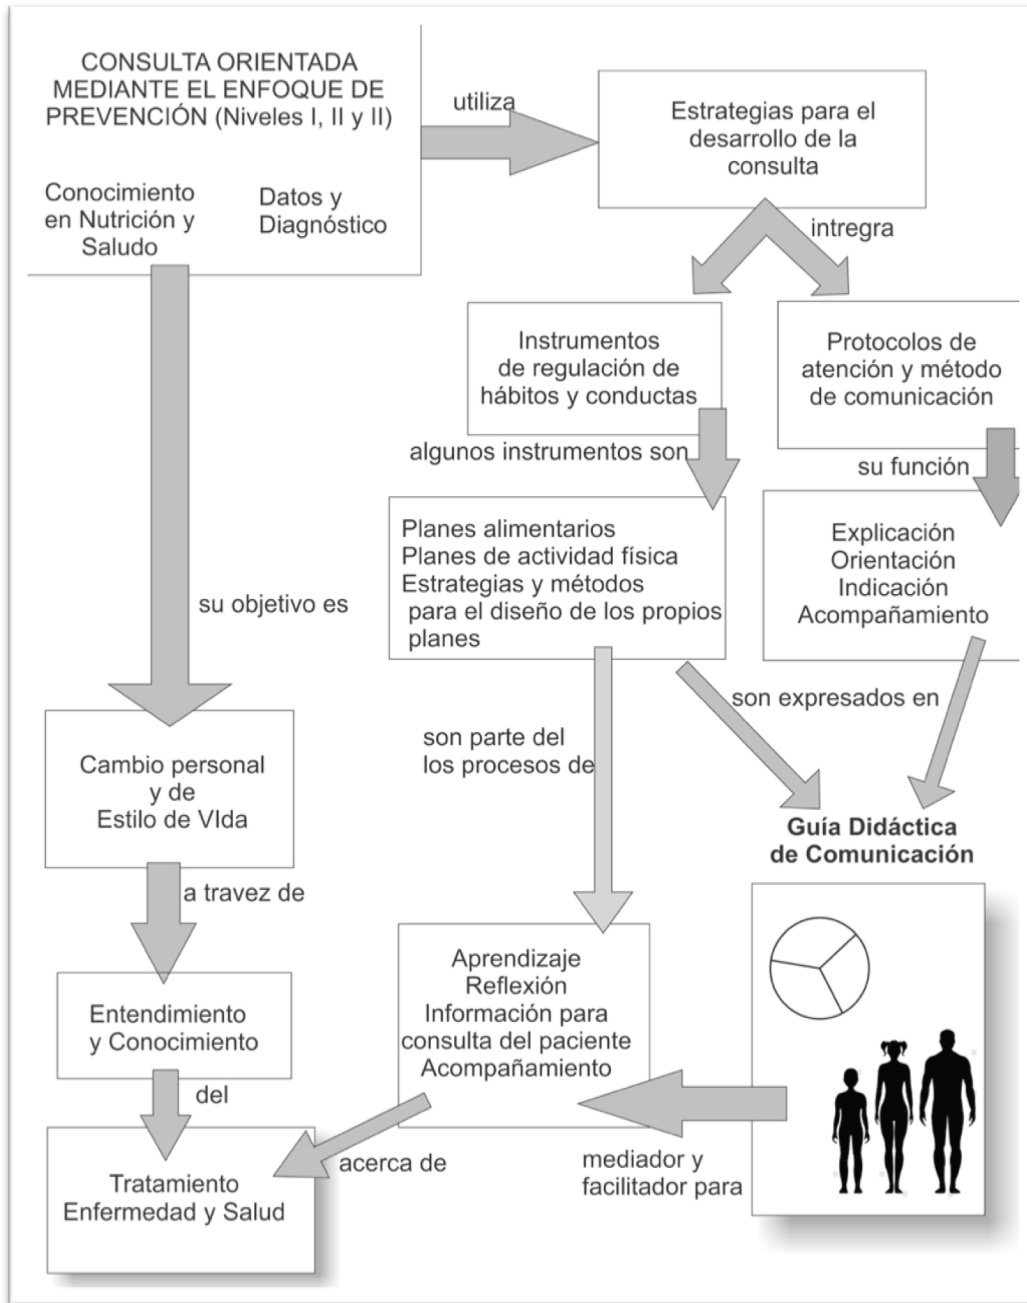 CONSULTA ORIENTADA
MEDIANTE EL ENFOQUE DE
PREVENCIÓN (Niveles I, II y II)
Conocimiento
en Nutrición y
Saludo
Datos y
Diagnóstico
utiliza
Estrategias para el
desarrollo de la
consulta
intregra
Instrumentos
de regulación de
hábitos y conductas
Protocolos de
atención y método
de comunicación
algunos instrumentos son
su función
Planes alimentarios
Planes de actividad física
Estrategias y métodos
para el diseño de los propios
planes
Explicación
Orientación
Indicación
Acompañamiento
su objetivo es
son parte del
los procesos de
son expresados en
Cambio personal
y de
Estilo de VIda
Guía Didáctica
de Comunicación
a travez de
Entendimiento
y Conocimiento
Aprendizaje
Reflexión
Información para
consulta del paciente
Acompañamiento
del
acerca de
mediador y
facilitador para
Tratamiento
Enfermedad y Salud